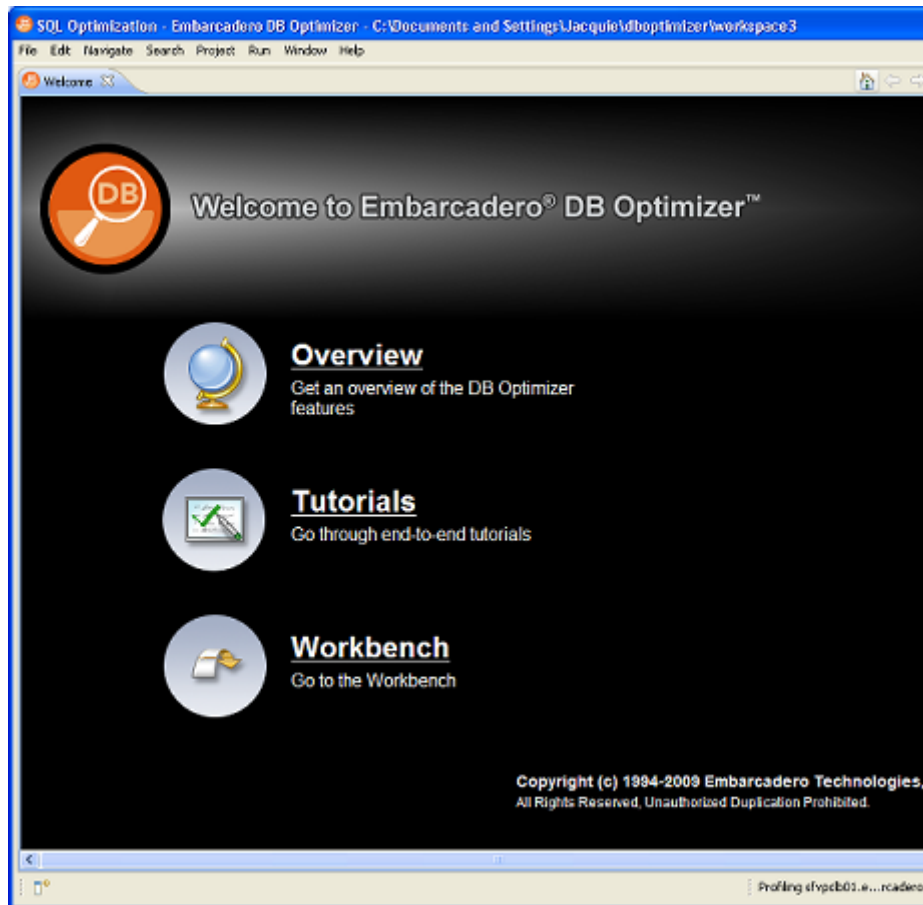 SQL Optimization - Embarcadero DB Optimizer - C:\Documents and Settings\Jacquie\dboptimizer\workspace3
File Edit Navigate Search Project Run Window Help
Welcome
DB
Welcome to Embarcadero® DB Optimizer™
Overview
Get an overview of the DB Optimizer
features
Tutorials
Go through end-to-end tutorials
Workbench
Go to the Workbench
Copyright (c) 1994-2009 Embarcadero Technologies,
All Rights Reserved, Unauthorized Duplication Prohibited.
Profiling sfvpdb01.e...rcadero